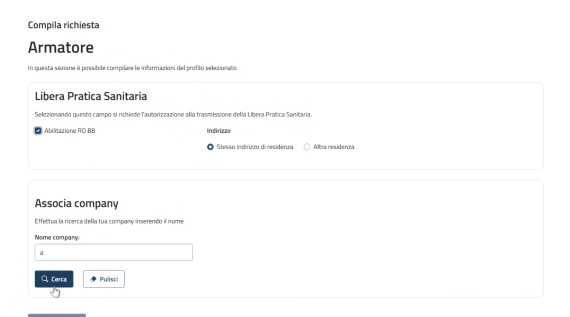 Compila richiesta
Armatore
In questa sezione è possibile compilare le informazioni del profilo selezionato
Libera Pratica Sanitaria
Selezionando questo campo si richiede l'autorizzazione alla trasmissione della Libera Pratica Sanitaria.
Abilitazione RO B8 Indirizzo
Stesso indirizzo di residenza Altra residenza
Associa company
Effettua la ricerca della tua company inserendo il nome
Nome company:
a
Cerca Pulisci